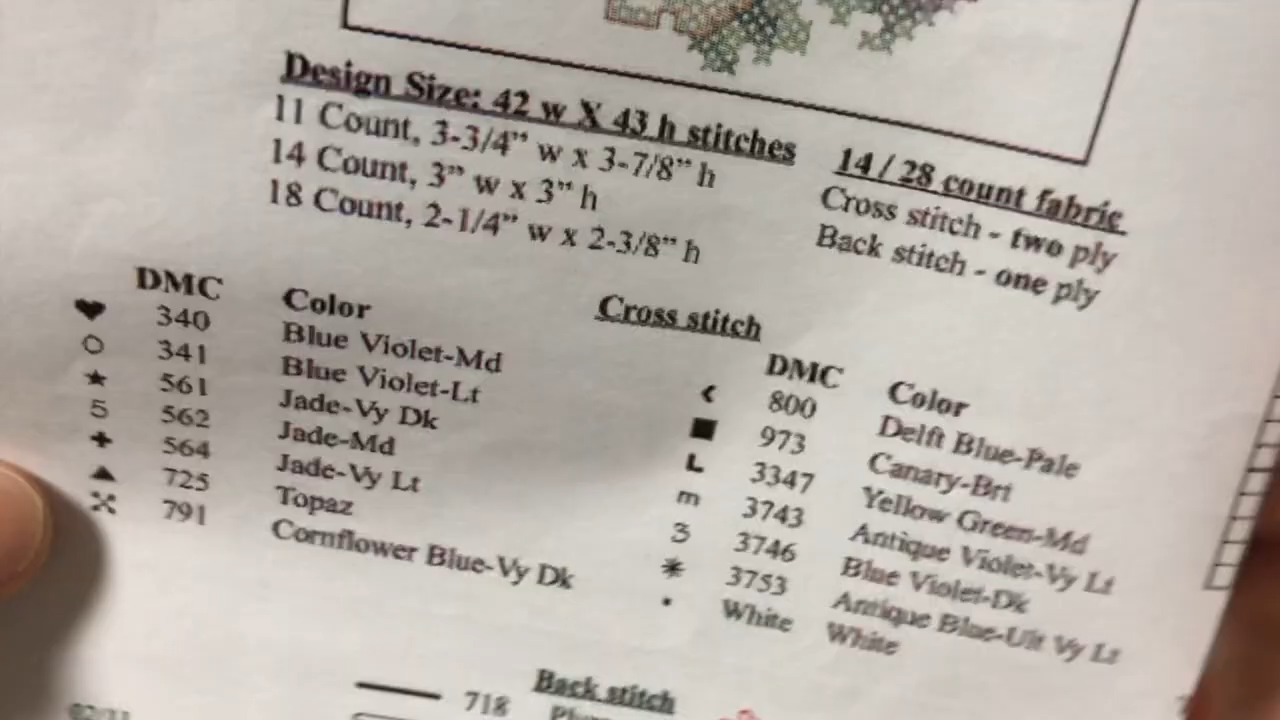 Design Size: 42 w X 43 h stitches
11 Count, 3-3/4” w x 3-7/8” h
14 Count, 3” w x 3” h
18 Count, 2-1/4” w x 2-3/8” h
14 / 28 count fabric
Cross stitch - two ply
Back stitch - one ply
Cross stitch
DMC Color
♥ 340 Blue Violet-Md
○ 341 Blue Violet-Lt
★ 561 Jade-Vy Dk
5 562 Jade-Md
✚ 564 Jade-Vy Lt
▲ 725 Topaz
791 Cornflower Blue-Vy Dk
DMC Color
800 Delft Blue-Pale
■ 973 Canary-Brt
L 3347 Yellow Green-Md
m 3743 Antique Violet-Vy Lt
3 3746 Blue Violet-Dk
* 3753 Antique Blue-Ult Vy Lt
• White White
Back stitch
718